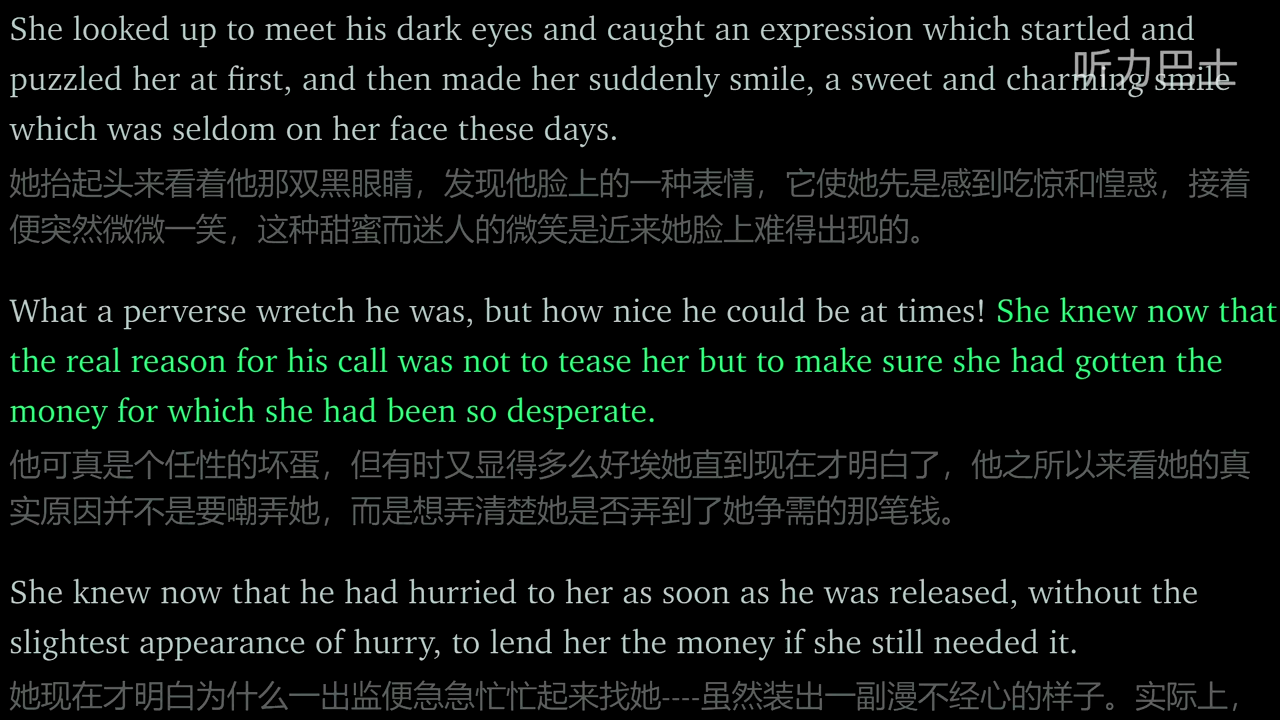 She looked up to meet his dark eyes and caught an expression which startled and
puzzled her at first, and then made her suddenly smile, a sweet and charming smile
听力巴士
which was seldom on her face these days.
她抬起头来看着他那双黑眼睛，发现他脸上的一种表情，它使她先是感到吃惊和惶惑，接着
便突然微微一笑，这种甜蜜而迷人的微笑是近来她脸上难得出现的。
What a perverse wretch he was, but how nice he could be at times! She knew now that
the real reason for his call was not to tease her but to make sure she had gotten the
money for which she had been so desperate.
他可真是个任性的坏蛋，但有时又显得多么好埃她直到现在才明白了，他之所以来看她的真
实原因并不是要嘲弄她，而是想弄清楚她是否弄到了她争需的那笔钱。
She knew now that he had hurried to her as soon as he was released, without the
slightest appearance of hurry, to lend her the money if she still needed it.
她现在才明白为什么一出监便急急忙忙起来找她----虽然装出一副漫不经心的样子。实际上，